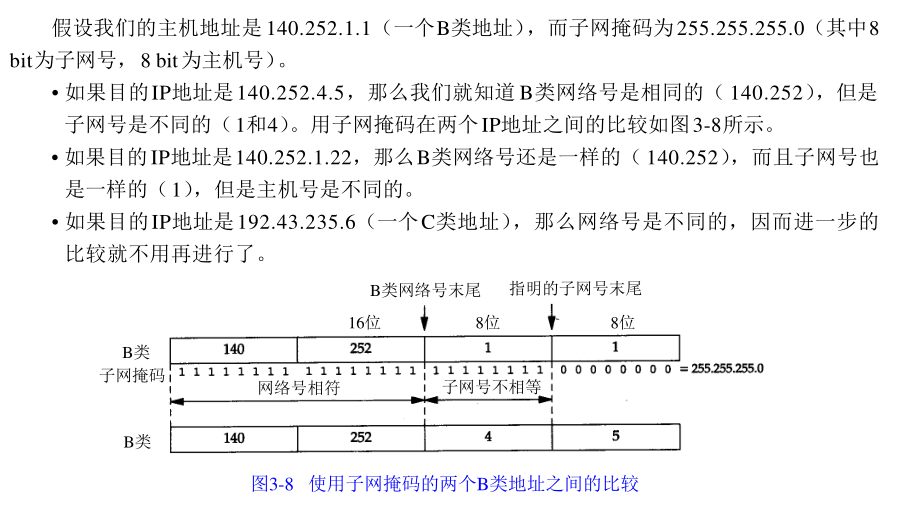 假设我们的主机地址是140.252.1.1（一个B类地址），而子网掩码为255.255.255.0（其中8
bit为子网号，8 bit为主机号）。
• 如果目的IP地址是140.252.4.5，那么我们就知道B类网络号是相同的（140.252），但是
子网号是不同的（1和4）。用子网掩码在两个IP地址之间的比较如图3-8所示。
• 如果目的IP地址是140.252.1.22，那么B类网络号还是一样的（140.252），而且子网号也
是一样的（1），但是主机号是不同的。
• 如果目的IP地址是192.43.235.6（一个C类地址），那么网络号是不同的，因而进一步的
比较就不用再进行了。
B类网络号末尾 指明的子网号末尾
16位 8位 8位
B类 140 252 1 1
子网掩码 1 1 1 1 1 1 1 1 1 1 1 1 1 1 1 1 1 1 1 1 1 1 1 1 0 0 0 0 0 0 0 0 = 255.255.255.0
网络号相符 子网号不相等
B类 140 252 4 5
图3-8 使用子网掩码的两个B类地址之间的比较